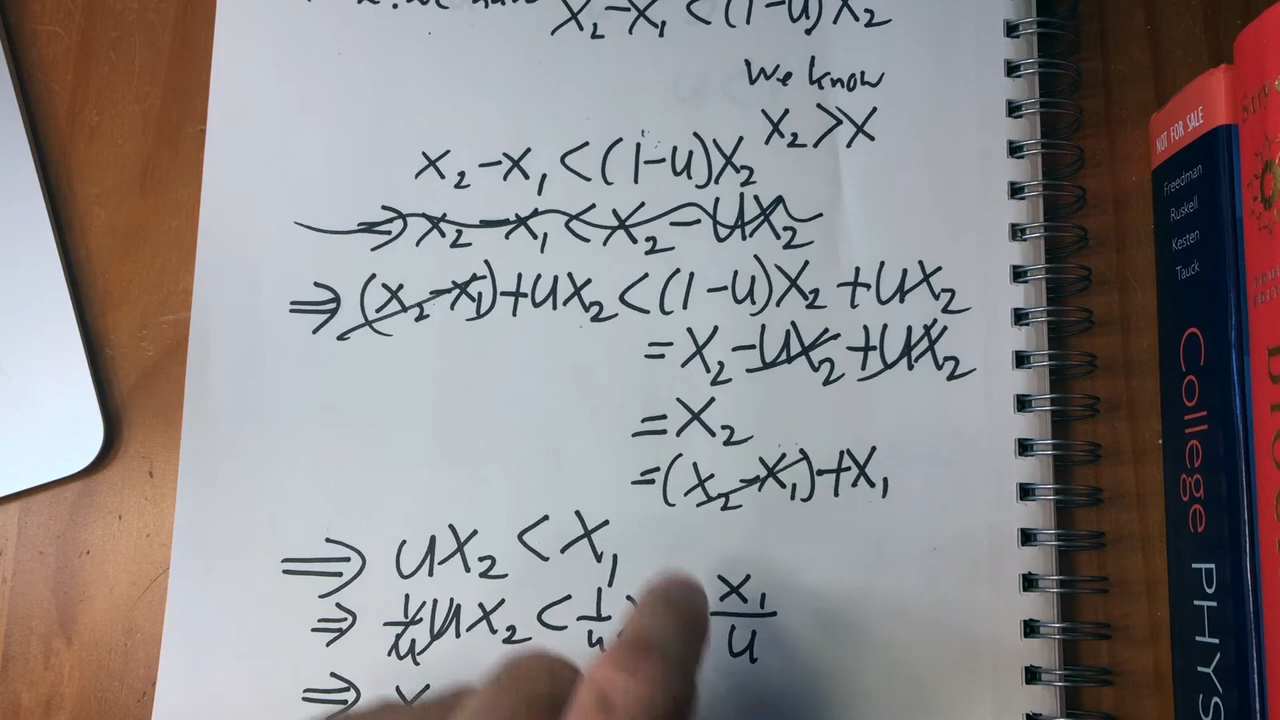 x₂-x₁<(1-u)x₂
We know
x₂>x
x₂-x₁<(1-u)x₂
⇒ x₂-x₁<x₂-ux₂
⇒ (x₂-x₁)+ux₂<(1-u)x₂+ux₂
=x₂-ux₂+ux₂
=x₂
=(x₂-x₁)+x₁
⇒ ux₂<x₁
⇒ 1/u ux₂<1/u x₁/u
⇒
NOT FOR SALE
Freedman
Ruskell
Kesten
Tauck
College PHYS